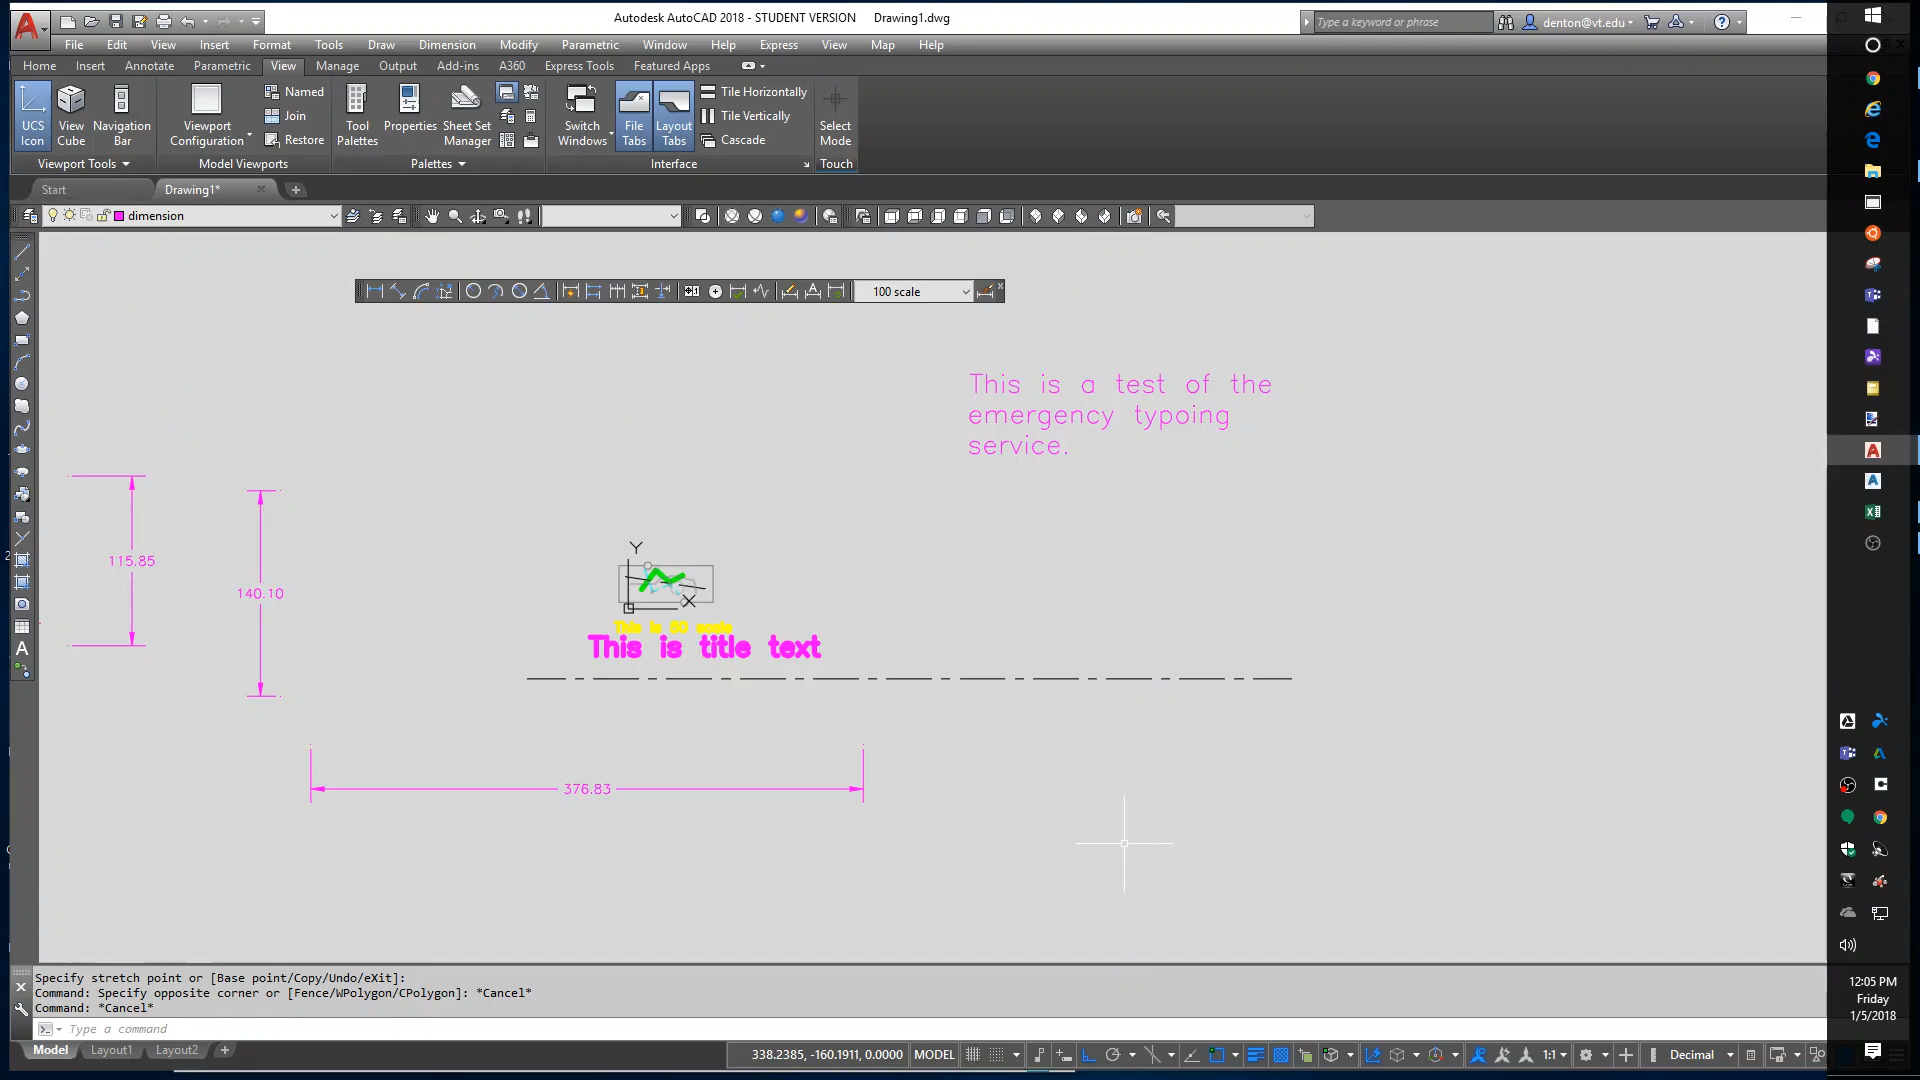 Autodesk AutoCAD 2018 - STUDENT VERSION Drawing1.dwg
Type a keyword or phrase
denton@vt.edu
File Edit View Insert Format Tools Draw Dimension Modify Parametric Window Help Express View Map Help
Home Insert Annotate Parametric View Manage Output Add-ins A360 Express Tools Featured Apps
UCS Icon
View Cube
Navigation Bar
Viewport Configuration
Named
Join
Restore
Tool Palettes
Properties
Sheet Set Manager
Switch Windows
File Tabs
Layout Tabs
Tile Horizontally
Tile Vertically
Cascade
Select Mode
Viewport Tools
Model Viewports
Palettes
Interface
Touch
Start
Drawing1*
dimension
100 scale
This is a test of the
emergency typoing
service.
115.85
140.10
Y
X
This is 60 scale
This is title text
376.83
Specify stretch point or [Base point/Copy/Undo/eXit]:
Command: Specify opposite corner or [Fence/WPolygon/CPolygon]: *Cancel*
Command: *Cancel*
Type a command
Model Layout1 Layout2
338.2385, -160.1911, 0.0000 MODEL
1:1
Decimal
12:05 PM
Friday
1/5/2018